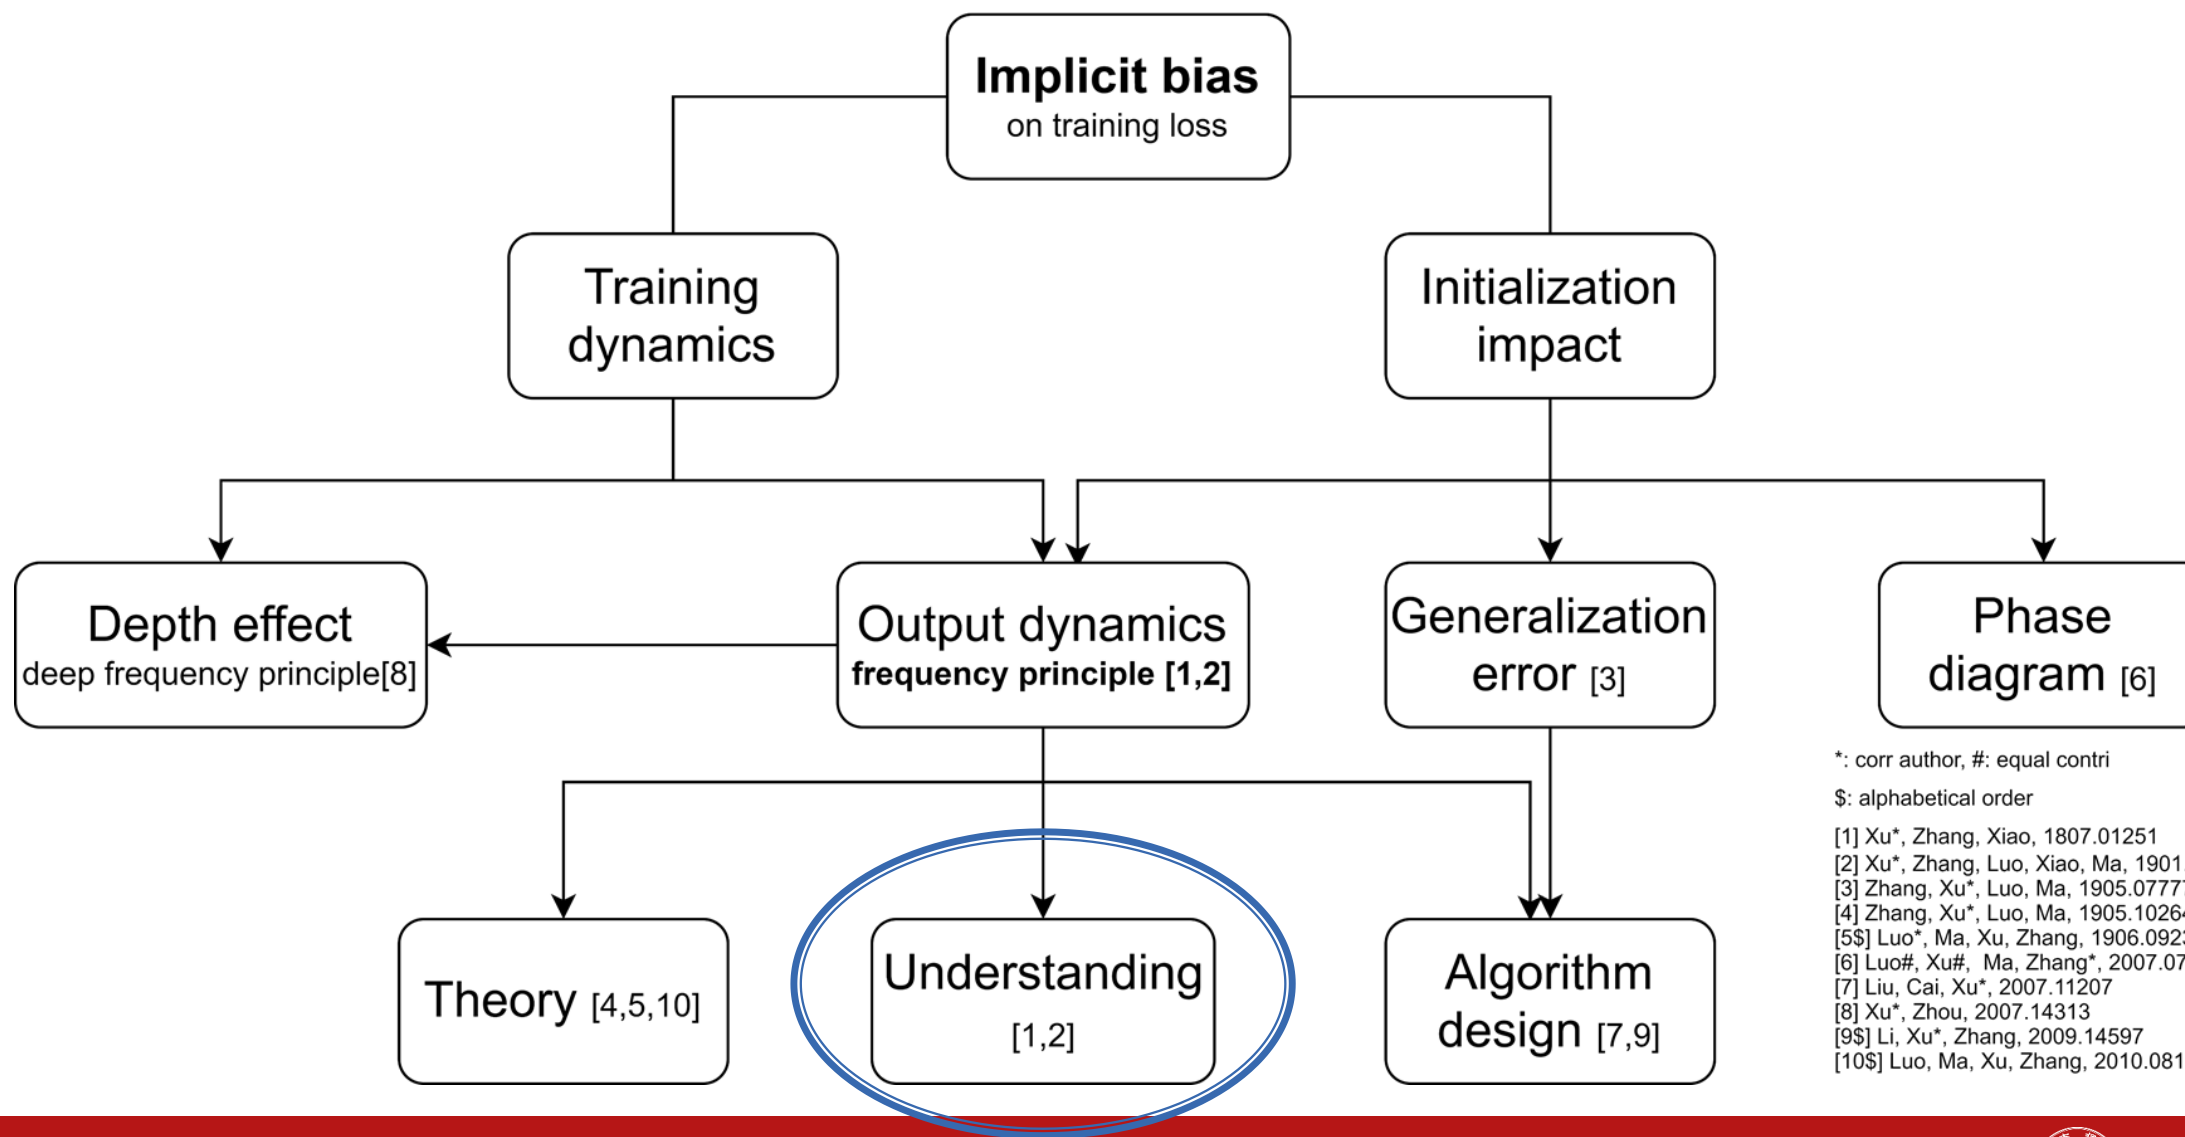 Implicit bias
on training loss
Training
dynamics
Initialization
impact
Depth effect
deep frequency principle[8]
Output dynamics
frequency principle [1,2]
Generalization
error [3]
Phase
diagram [6]
*: corr author, #: equal contri
$: alphabetical order
[1] Xu*, Zhang, Xiao, 1807.01251
[2] Xu*, Zhang, Luo, Xiao, Ma, 1901.
[3] Zhang, Xu*, Luo, Ma, 1905.07777
[4] Zhang, Xu*, Luo, Ma, 1905.10264
[5$] Luo*, Ma, Xu, Zhang, 1906.0923
[6] Luo#, Xu#, Ma, Zhang*, 2007.07
[7] Liu, Cai, Xu*, 2007.11207
[8] Xu*, Zhou, 2007.14313
[9$] Li, Xu*, Zhang, 2009.14597
[10$] Luo, Ma, Xu, Zhang, 2010.081
Theory [4,5,10]
Understanding
[1,2]
Algorithm
design [7,9]